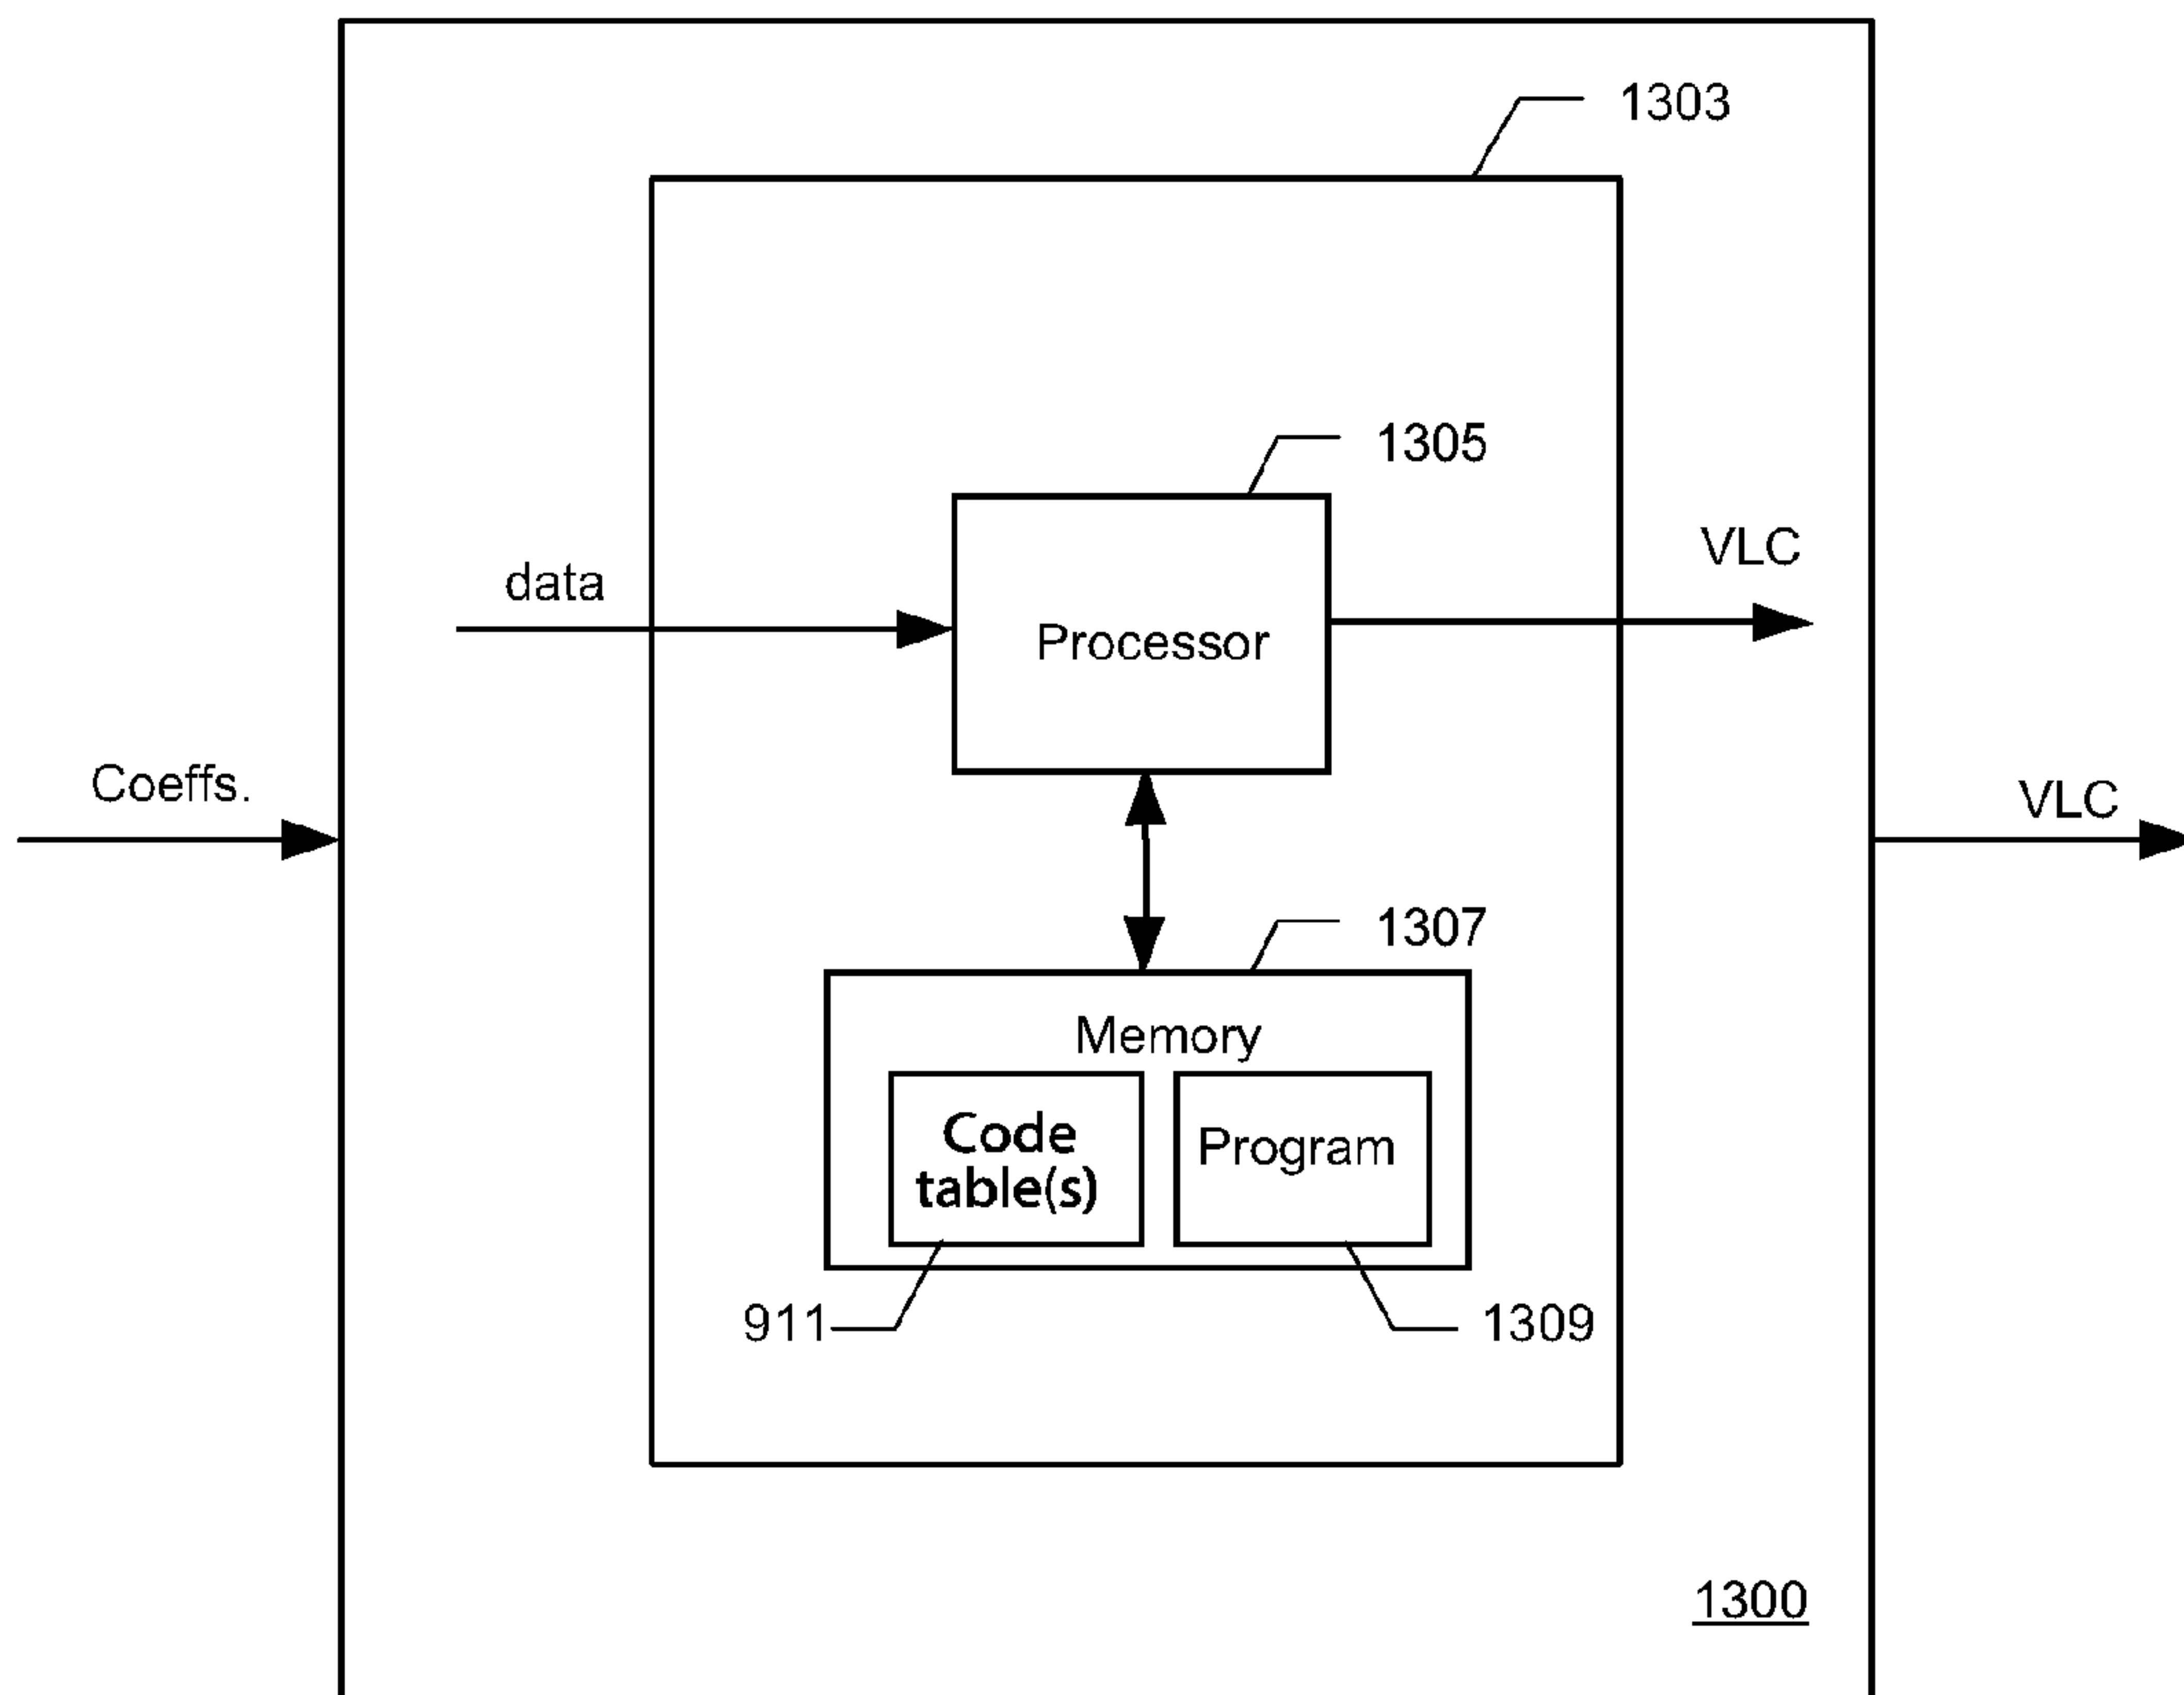 1303
1305
VLC
data
Processor
Coeffs.
VLC
1307
Memory
Code
table(s)
Program
911
1309
1300